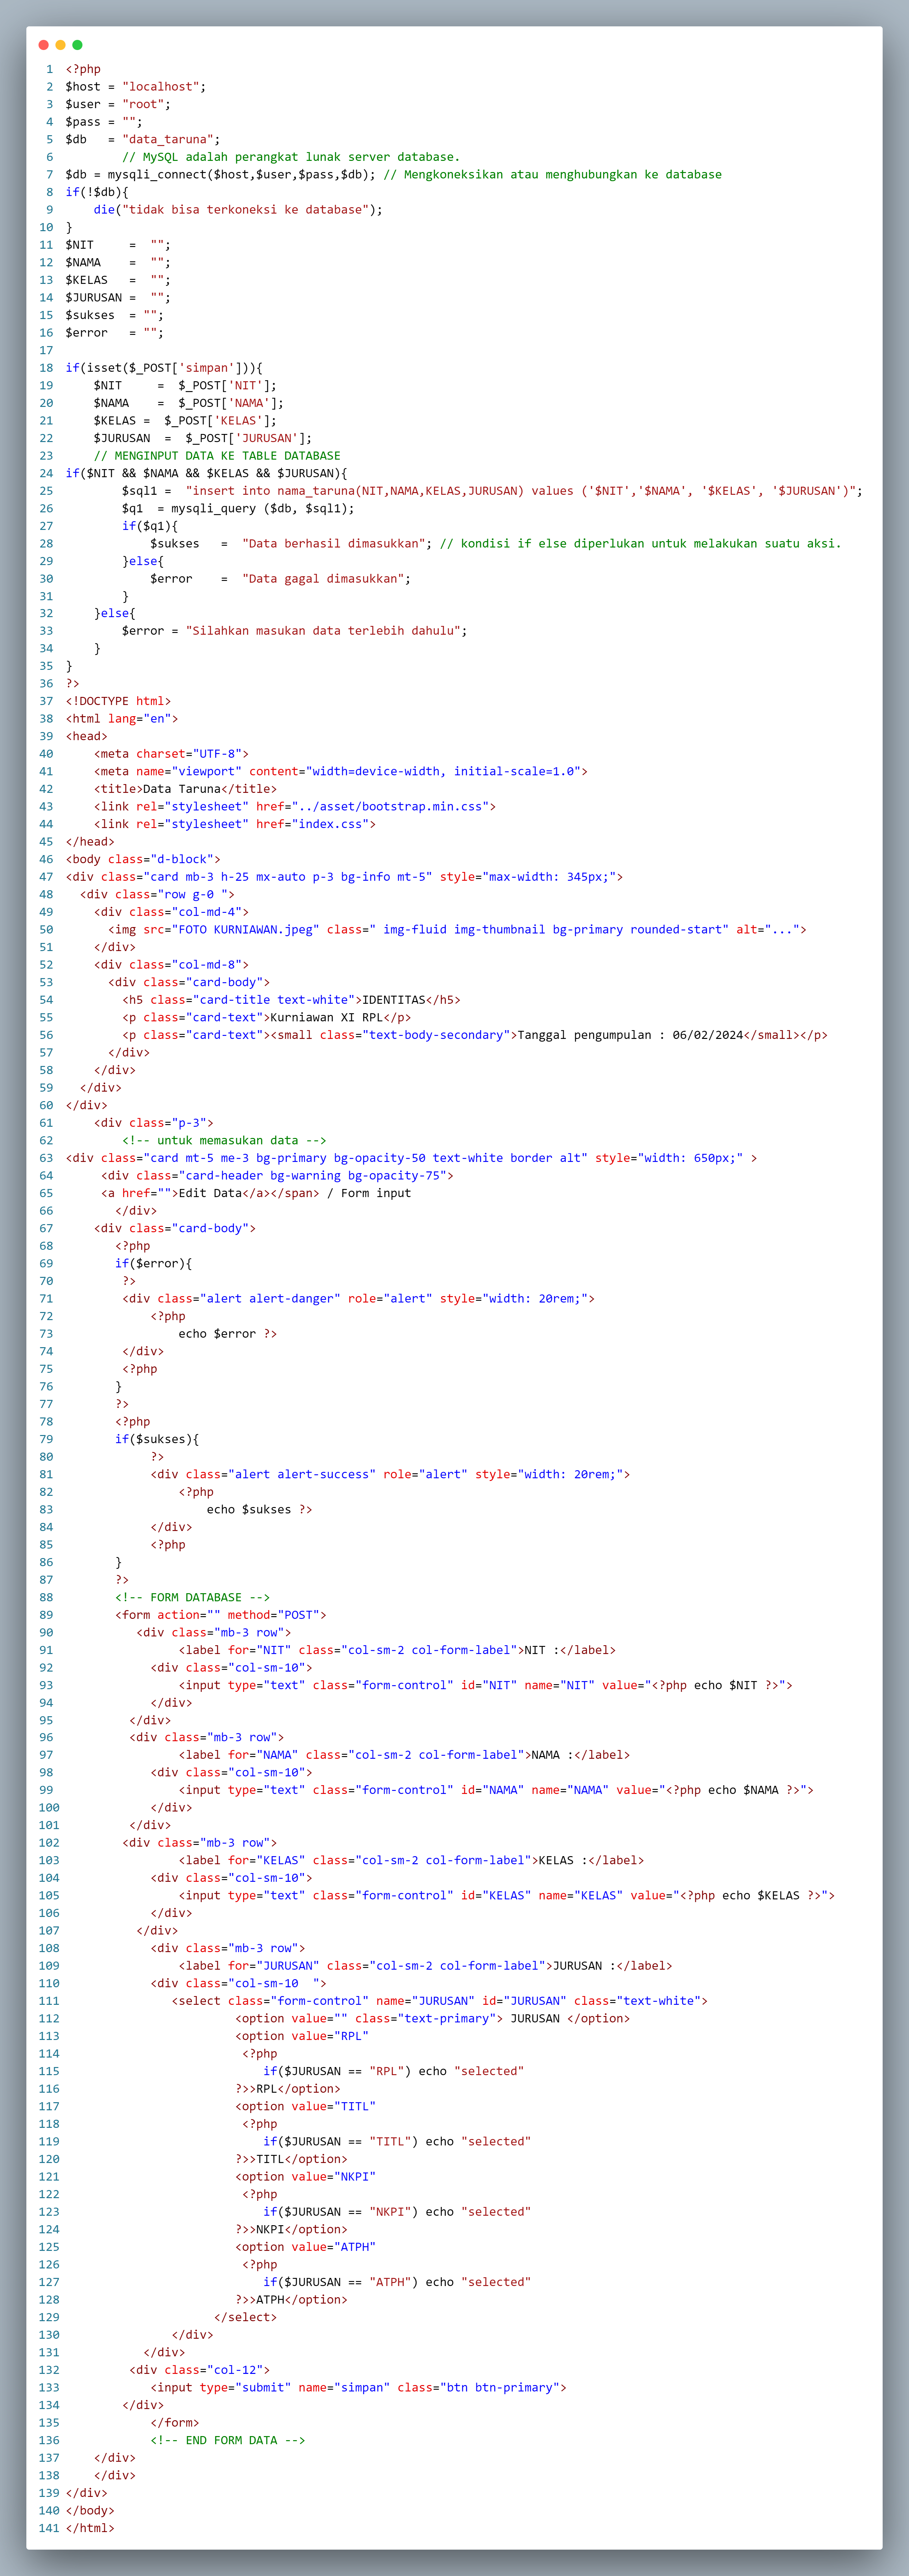 1 <?php
2 $host = "localhost";
3 $user = "root";
4 $pass = "";
5 $db   = "data_taruna";
6         // MySQL adalah perangkat lunak server database.
7 $db = mysqli_connect($host,$user,$pass,$db); // Mengkoneksikan atau menghubungkan ke database
8 if(!$db){
9     die("tidak bisa terkoneksi ke database");
10 }
11 $NIT     =  "";
12 $NAMA    =  "";
13 $KELAS   =  "";
14 $JURUSAN =  "";
15 $sukses  = "";
16 $error   = "";
17
18 if(isset($_POST['simpan'])){
19     $NIT     =  $_POST['NIT'];
20     $NAMA    =  $_POST['NAMA'];
21     $KELAS =  $_POST['KELAS'];
22     $JURUSAN  =  $_POST['JURUSAN'];
23     // MENGINPUT DATA KE TABLE DATABASE
24 if($NIT && $NAMA && $KELAS && $JURUSAN){
25         $sql1 =  "insert into nama_taruna(NIT,NAMA,KELAS,JURUSAN) values ('$NIT','$NAMA', '$KELAS', '$JURUSAN')";
26         $q1  = mysqli_query ($db, $sql1);
27         if($q1){
28             $sukses   =  "Data berhasil dimasukkan"; // kondisi if else diperlukan untuk melakukan suatu aksi.
29         }else{
30             $error    =  "Data gagal dimasukkan";
31         }
32     }else{
33         $error = "Silahkan masukan data terlebih dahulu";
34     }
35 }
36 ?>
37 <!DOCTYPE html>
38 <html lang="en">
39 <head>
40     <meta charset="UTF-8">
41     <meta name="viewport" content="width=device-width, initial-scale=1.0">
42     <title>Data Taruna</title>
43     <link rel="stylesheet" href="../asset/bootstrap.min.css">
44     <link rel="stylesheet" href="index.css">
45 </head>
46 <body class="d-block">
47 <div class="card mb-3 h-25 mx-auto p-3 bg-info mt-5" style="max-width: 345px;">
48   <div class="row g-0 ">
49     <div class="col-md-4">
50       <img src="FOTO KURNIAWAN.jpeg" class=" img-fluid img-thumbnail bg-primary rounded-start" alt="...">
51     </div>
52     <div class="col-md-8">
53       <div class="card-body">
54         <h5 class="card-title text-white">IDENTITAS</h5>
55         <p class="card-text">Kurniawan XI RPL</p>
56         <p class="card-text"><small class="text-body-secondary">Tanggal pengumpulan : 06/02/2024</small></p>
57       </div>
58     </div>
59   </div>
60 </div>
61     <div class="p-3">
62         <!-- untuk memasukan data -->
63 <div class="card mt-5 me-3 bg-primary bg-opacity-50 text-white border alt" style="width: 650px;" >
64      <div class="card-header bg-warning bg-opacity-75">
65      <a href="">Edit Data</a></span> / Form input
66        </div>
67     <div class="card-body">
68        <?php
69        if($error){
70         ?>
71         <div class="alert alert-danger" role="alert" style="width: 20rem;">
72             <?php
73                 echo $error ?>
74         </div>
75         <?php
76        }
77        ?>
78        <?php
79        if($sukses){
80             ?>
81             <div class="alert alert-success" role="alert" style="width: 20rem;">
82                 <?php
83                     echo $sukses ?>
84             </div>
85             <?php
86        }
87        ?>
88        <!-- FORM DATABASE -->
89        <form action="" method="POST">
90           <div class="mb-3 row">
91                 <label for="NIT" class="col-sm-2 col-form-label">NIT :</label>
92             <div class="col-sm-10">
93                 <input type="text" class="form-control" id="NIT" name="NIT" value="<?php echo $NIT ?>">
94             </div>
95          </div>
96          <div class="mb-3 row">
97                 <label for="NAMA" class="col-sm-2 col-form-label">NAMA :</label>
98             <div class="col-sm-10">
99                 <input type="text" class="form-control" id="NAMA" name="NAMA" value="<?php echo $NAMA ?>">
100             </div>
101          </div>
102         <div class="mb-3 row">
103                 <label for="KELAS" class="col-sm-2 col-form-label">KELAS :</label>
104             <div class="col-sm-10">
105                 <input type="text" class="form-control" id="KELAS" name="KELAS" value="<?php echo $KELAS ?>">
106             </div>
107           </div>
108             <div class="mb-3 row">
109                 <label for="JURUSAN" class="col-sm-2 col-form-label">JURUSAN :</label>
110             <div class="col-sm-10  ">
111                <select class="form-control" name="JURUSAN" id="JURUSAN" class="text-white">
112                         <option value="" class="text-primary"> JURUSAN </option>
113                         <option value="RPL"
114                          <?php
115                             if($JURUSAN == "RPL") echo "selected"
116                         ?>>RPL</option>
117                         <option value="TITL"
118                          <?php
119                             if($JURUSAN == "TITL") echo "selected"
120                         ?>>TITL</option>
121                         <option value="NKPI"
122                          <?php
123                             if($JURUSAN == "NKPI") echo "selected"
124                         ?>>NKPI</option>
125                         <option value="ATPH"
126                          <?php
127                             if($JURUSAN == "ATPH") echo "selected"
128                         ?>>ATPH</option>
129                      </select>
130                </div>
131            </div>
132          <div class="col-12">
133             <input type="submit" name="simpan" class="btn btn-primary">
134         </div>
135             </form>
136             <!-- END FORM DATA -->
137     </div>
138     </div>
139 </div>
140 </body>
141 </html>